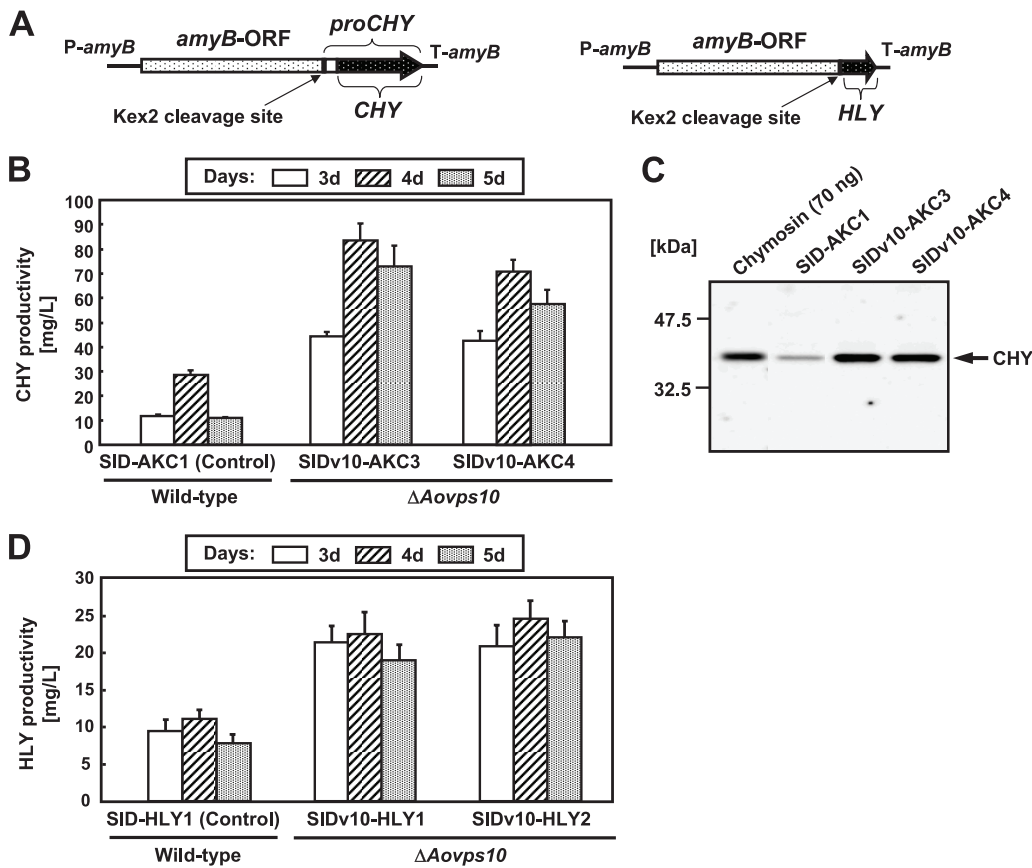 A
P-amyB
amyB-ORF
proCHY
T-amyB
Kex2 cleavage site
CHY
P-amyB
amyB-ORF
T-amyB
Kex2 cleavage site
HLY
B
Days: 3d 4d 5d
CHY productivity
[mg/L]
100
90
80
70
60
50
40
30
20
10
0
SID-AKC1 (Control)
SIDv10-AKC3
SIDv10-AKC4
Wild-type
ΔAovps10
C
[kDa]
Chymosin (70 ng)
SID-AKC1
SIDv10-AKC3
SIDv10-AKC4
47.5
32.5
CHY
D
Days: 3d 4d 5d
HLY productivity
[mg/L]
30
25
20
15
10
5
0
SID-HLY1 (Control)
SIDv10-HLY1
SIDv10-HLY2
Wild-type
ΔAovps10